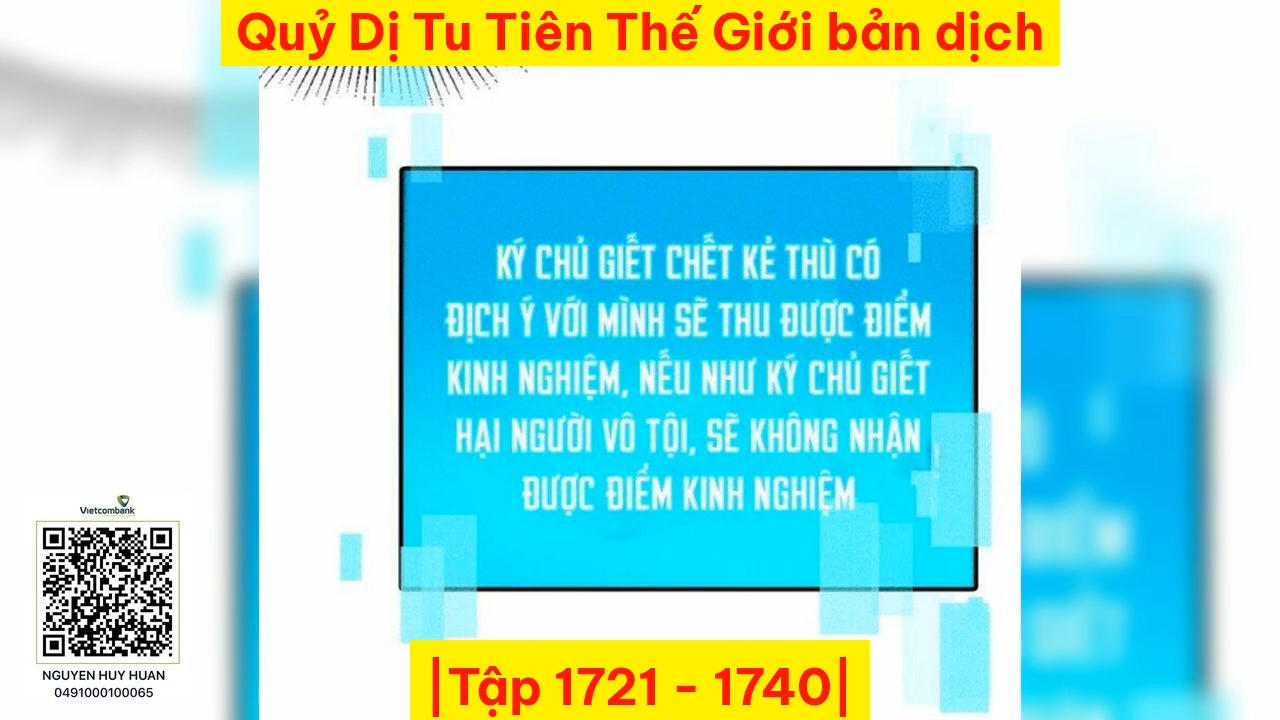 Quỷ Dị Tu Tiên Thế Giới bản dịch
KÝ CHỦ GIẾT CHẾT KẺ THÙ CÓ
ĐỊCH Ý VỚI MÌNH SẼ THU ĐƯỢC ĐIỂM
KINH NGHIỆM, NẾU NHƯ KÝ CHỦ GIẾT
HẠI NGƯỜI VÔ TỘI, SẼ KHÔNG NHẬN
ĐƯỢC ĐIỂM KINH NGHIỆM
Vietcombank
NGUYEN HUY HUAN
0491000100065
|Tập 1721 - 1740|